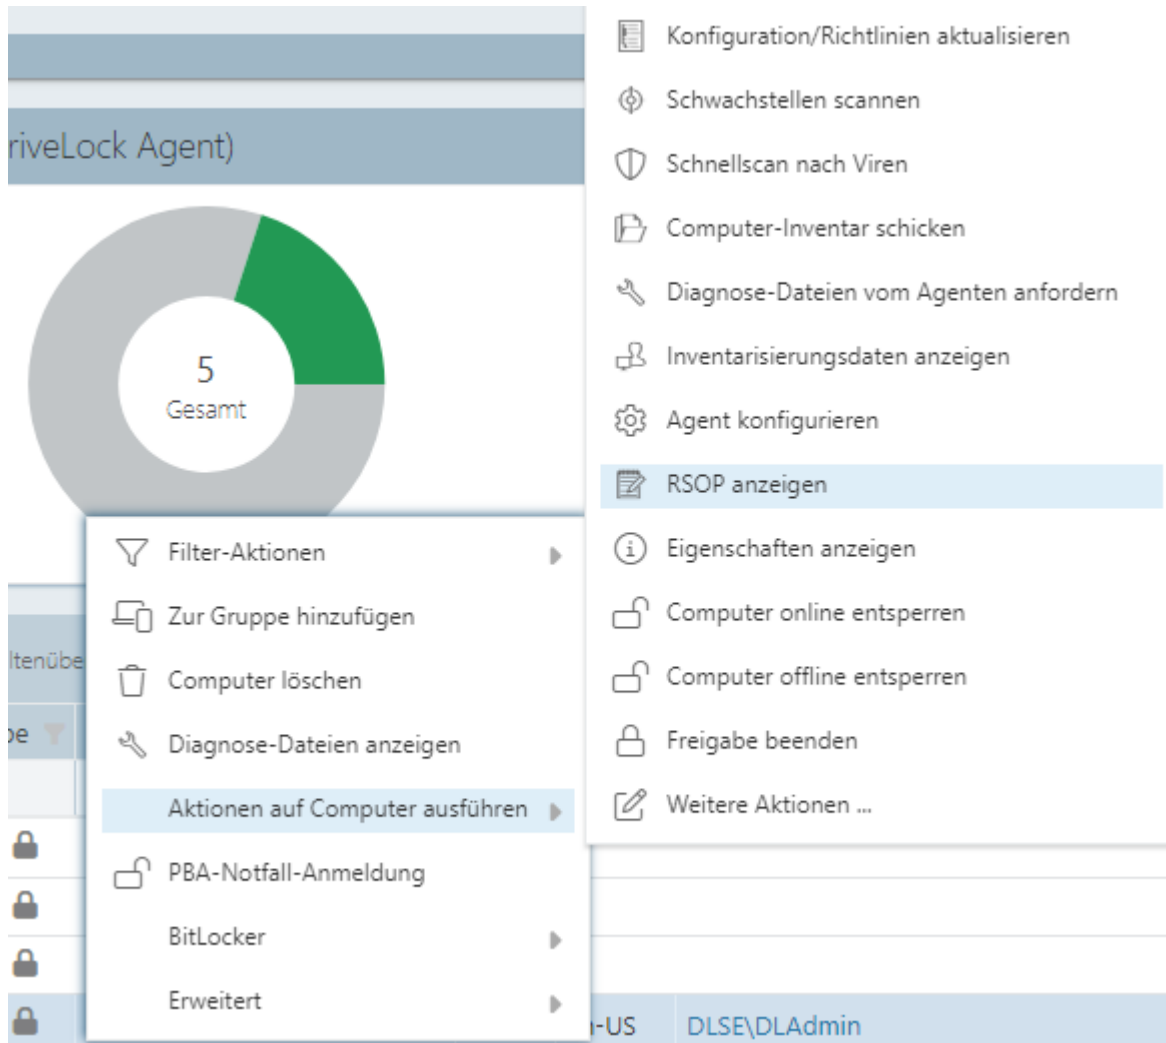 riveLock Agent)
5
Gesamt
Filter-Aktionen
Zur Gruppe hinzufügen
Computer löschen
Diagnose-Dateien anzeigen
Aktionen auf Computer ausführen
PBA-Notfall-Anmeldung
BitLocker
Erweitert
Konfiguration/Richtlinien aktualisieren
Schwachstellen scannen
Schnellscan nach Viren
Computer-Inventar schicken
Diagnose-Dateien vom Agenten anfordern
Inventarisierungsdaten anzeigen
Agent konfigurieren
RSOP anzeigen
Eigenschaften anzeigen
Computer online entsperren
Computer offline entsperren
Freigabe beenden
Weitere Aktionen ...
ltenübe
pe
n-US DLSE\DLAdmin